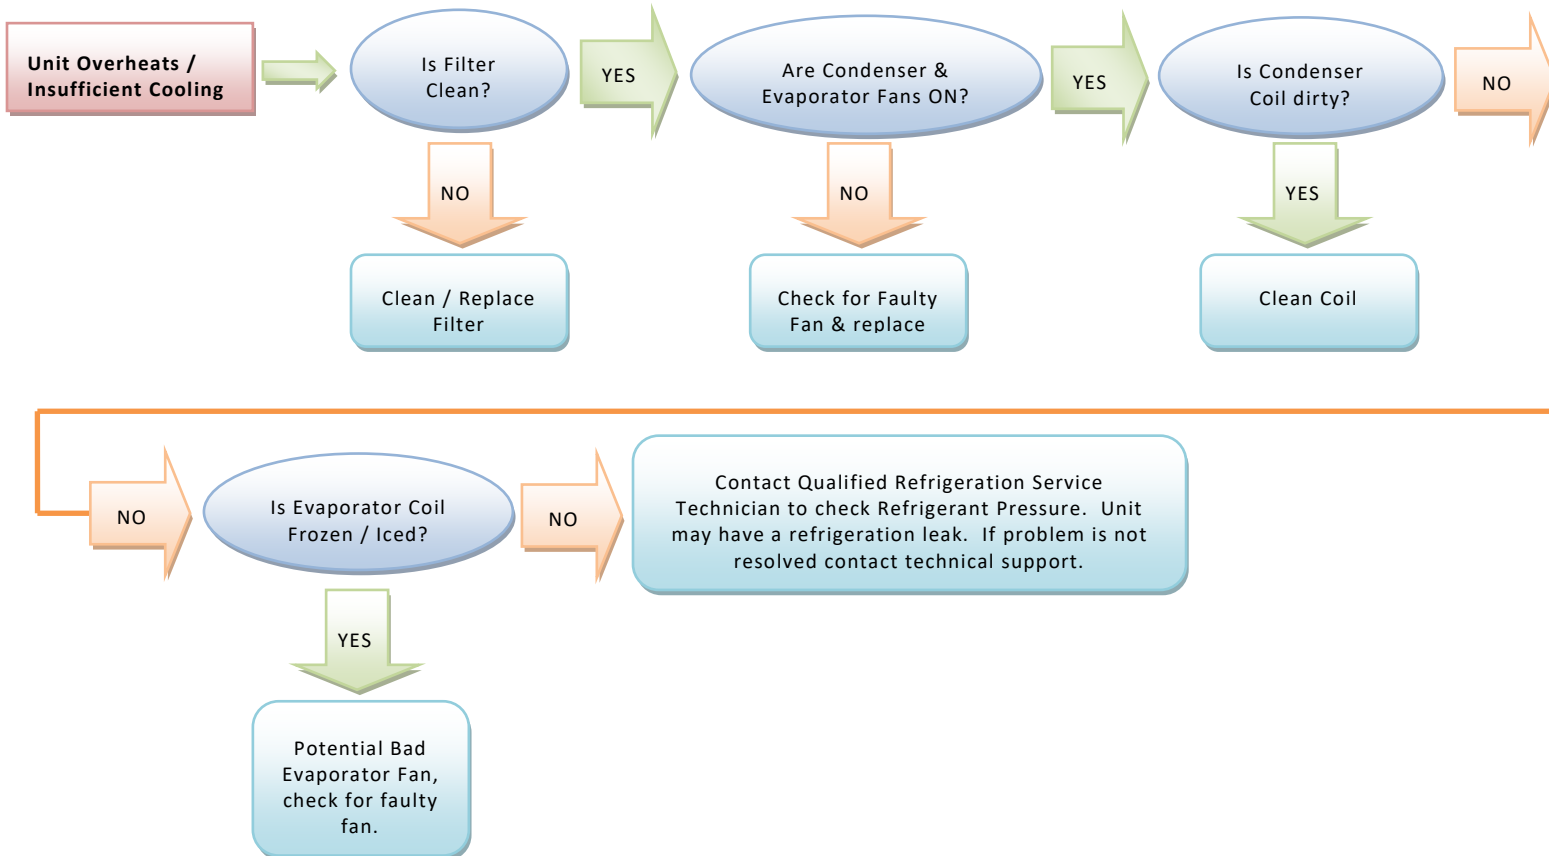 Unit Overheats /
Insufficient Cooling
Is Filter
Clean?
YES
Are Condenser &
Evaporator Fans ON?
YES
Is Condenser
Coil dirty?
NO
NO
NO
YES
Clean / Replace
Filter
Check for Faulty
Fan & replace
Clean Coil
NO
Is Evaporator Coil
Frozen / Iced?
NO
Contact Qualified Refrigeration Service
Technician to check Refrigerant Pressure. Unit
may have a refrigeration leak. If problem is not
resolved contact technical support.
YES
Potential Bad
Evaporator Fan,
check for faulty
fan.